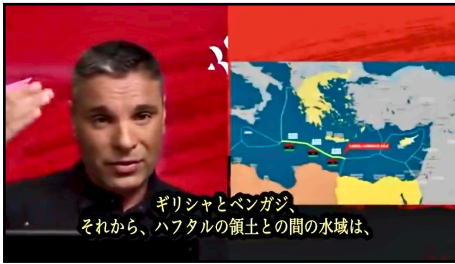 ギリシャとベンガジ、
それから、ハフタルの領土との間の水域は、